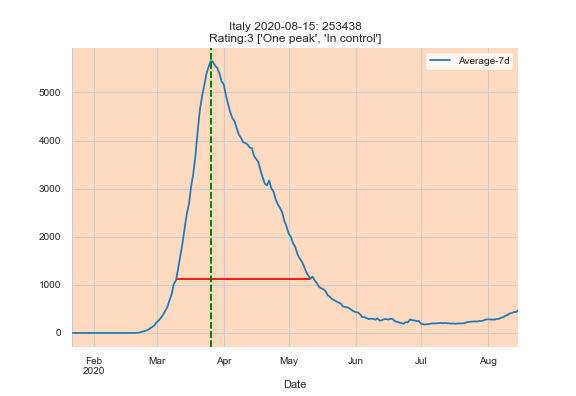 Italy 2020-08-15: 253438
Rating:3 ['One peak', 'In control']
Average-7d
5000
4000
3000
2000
1000
0
Feb
2020
Mar
Apr
May
Jun
Jul
Aug
Date